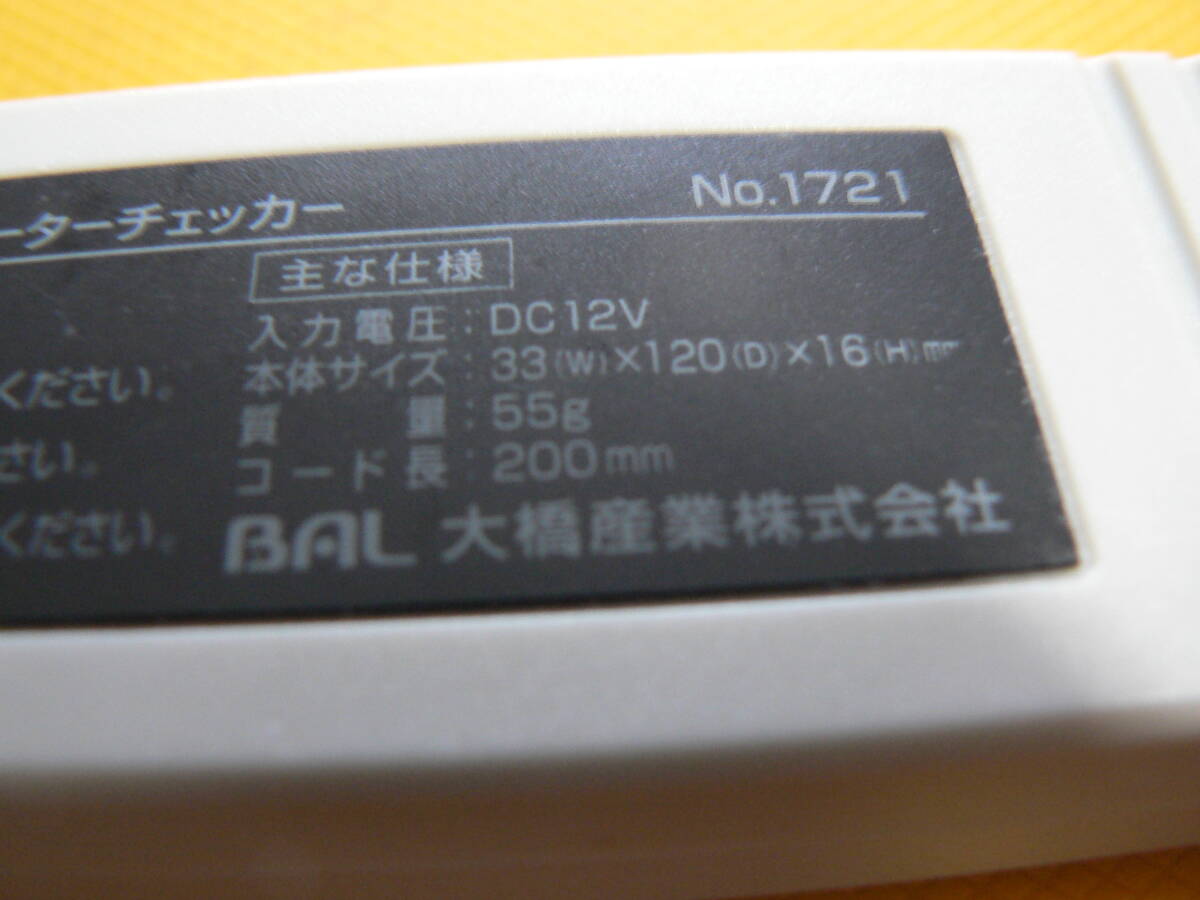 ーターチェッカー No.1721
主な仕様
入力電圧：DC12V
本体サイズ：33(W)×120(D)×16(H)mm
ください。
質量：55g
さい。
コード長：200mm
ください。
BAL 大橋産業株式会社